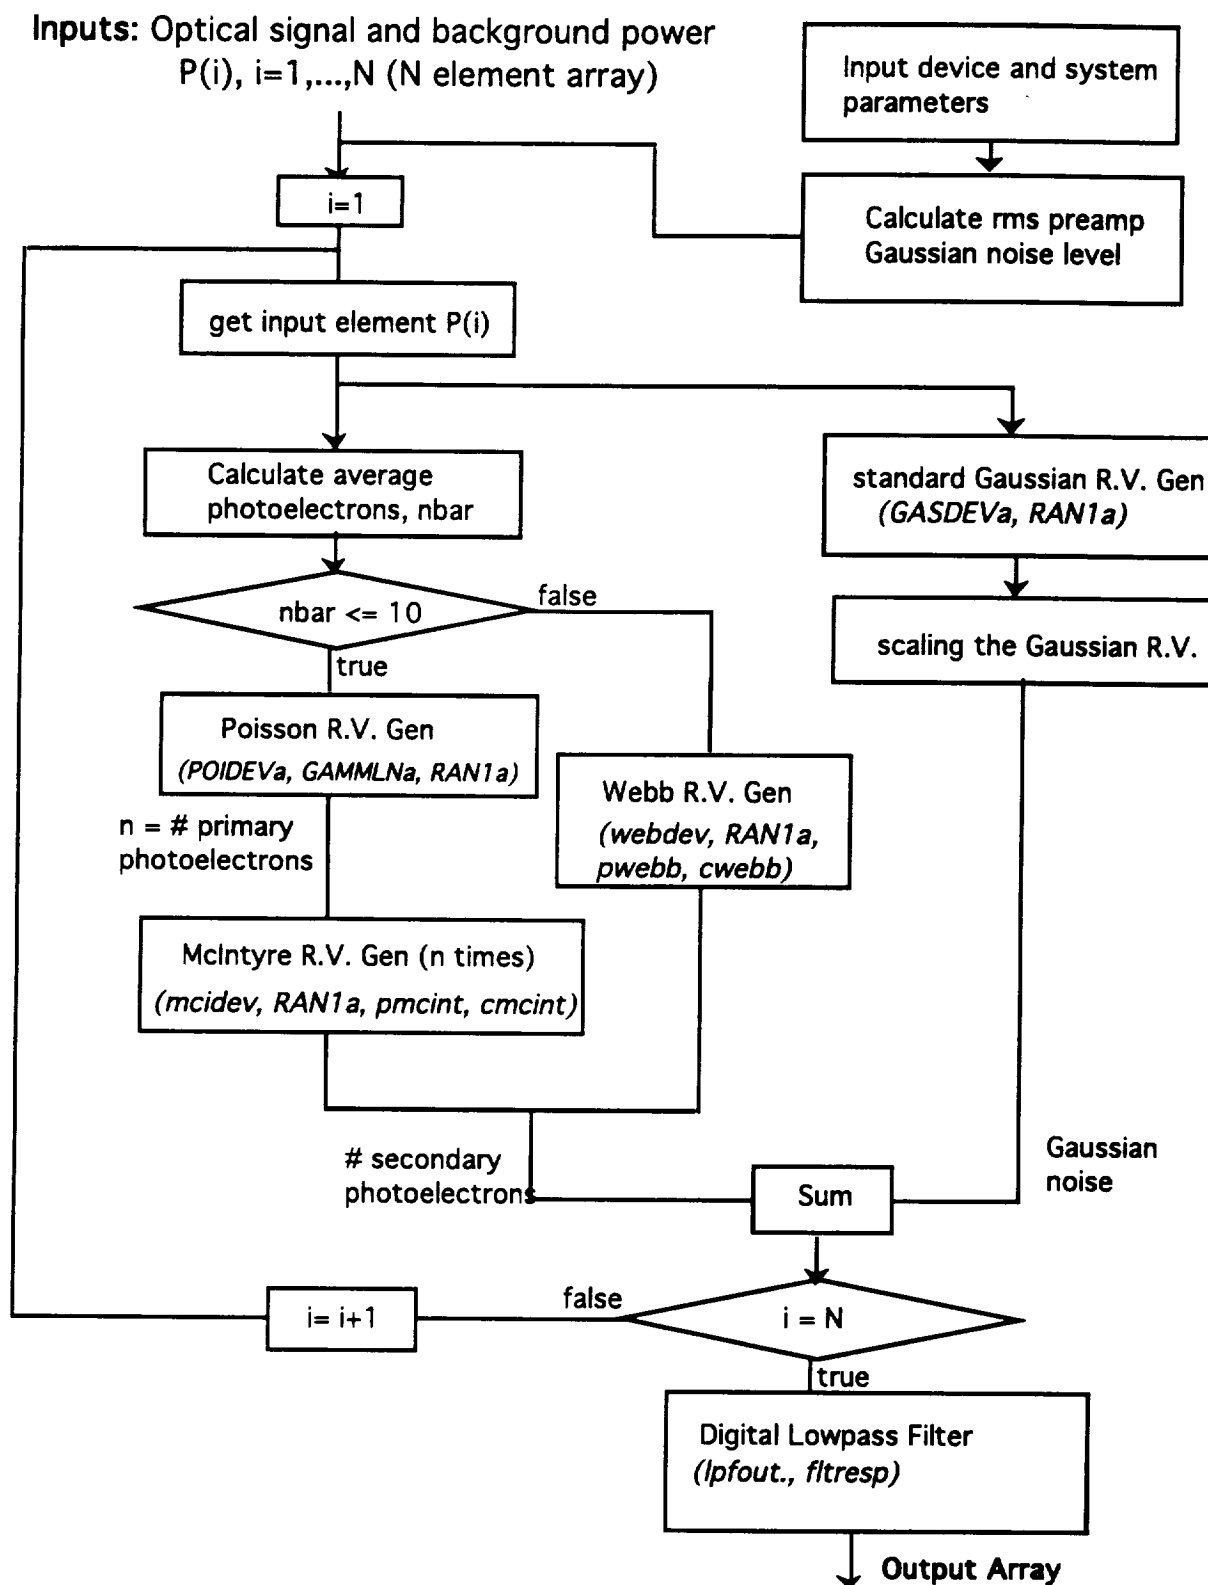 Inputs: Optical signal and background power
P(i), i=1,...,N (N element array)
Input device and system
parameters
i=1
Calculate rms preamp
Gaussian noise level
get input element P(i)
Calculate average
photoelectrons, nbar
standard Gaussian R.V. Gen
(GASDEVa, RAN1a)
nbar <= 10
false
true
scaling the Gaussian R.V.
Poisson R.V. Gen
(POIDEVa, GAMMLNa, RAN1a)
Webb R.V. Gen
(webdev, RAN1a,
pwebb, cwebb)
n = # primary
photoelectrons
McIntyre R.V. Gen (n times)
(mcidev, RAN1a, pmcint, cmcint)
# secondary
photoelectrons
Gaussian
noise
Sum
false
i= i+1
i = N
true
Digital Lowpass Filter
(lpfout., fltresp)
Output Array